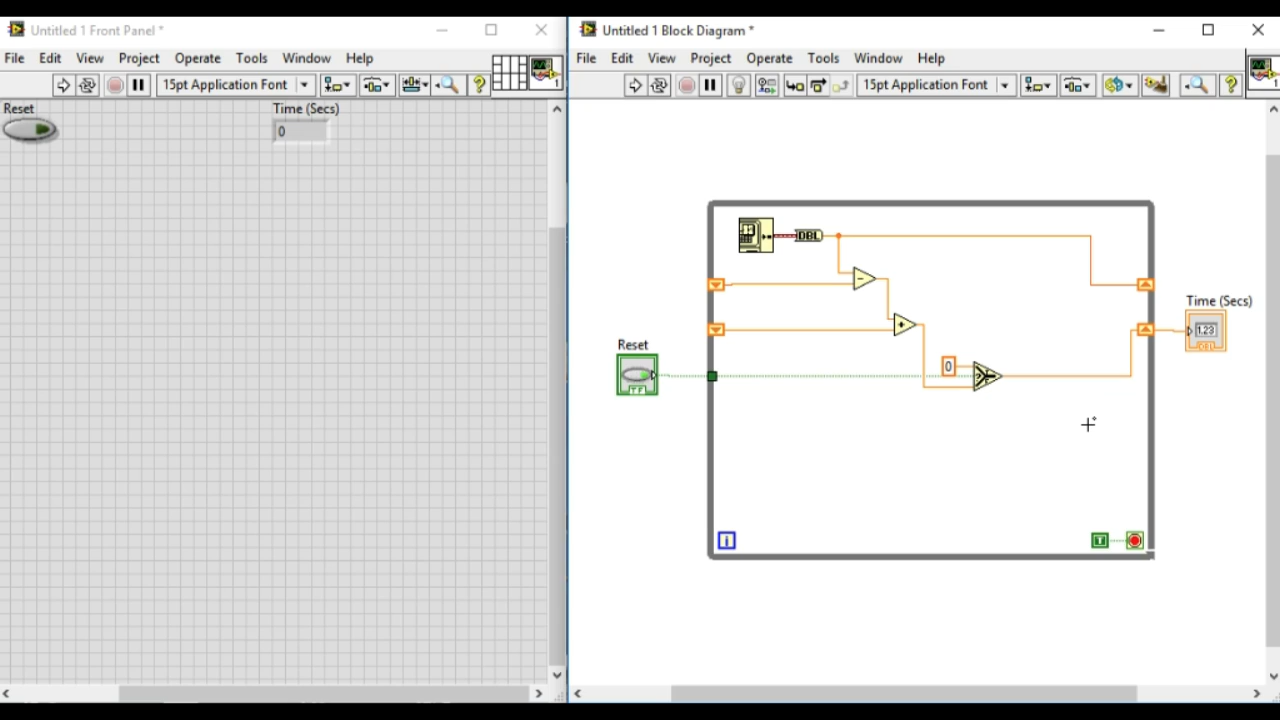 Untitled 1 Front Panel *
File Edit View Project Operate Tools Window Help
15pt Application Font
?
1
Reset
Time (Secs)
0
Untitled 1 Block Diagram *
File Edit View Project Operate Tools Window Help
15pt Application Font
?
1
DBL
Reset
TF
0
Time (Secs)
1.23
DBL
i
T